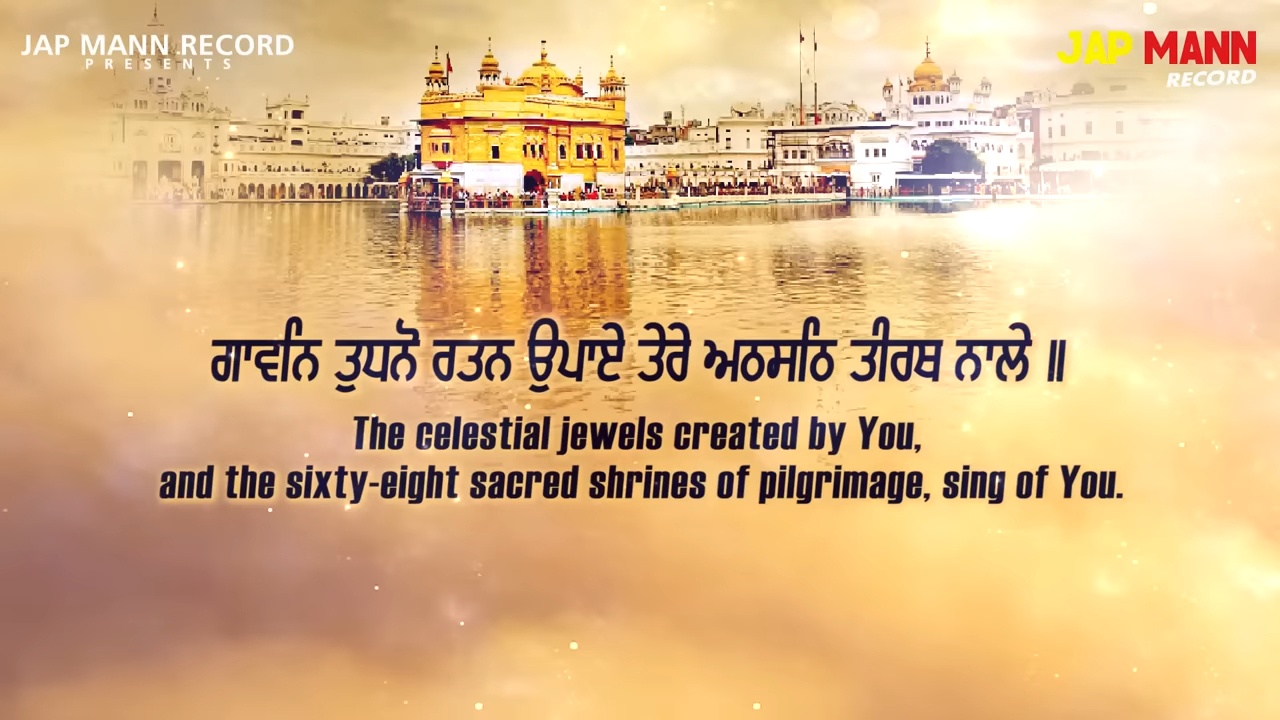 JAP MANN RECORD
PRESENTS
JAP MANN
RECORD
ਗਾਵਨਿ ਤੁਧਨੋ ਰਤਨ ਉਪਾਏ ਤੇਰੇ ਅਠਸਠਿ ਤੀਰਥ ਨਾਲੇ ॥
The celestial jewels created by You,
and the sixty-eight sacred shrines of pilgrimage, sing of You.